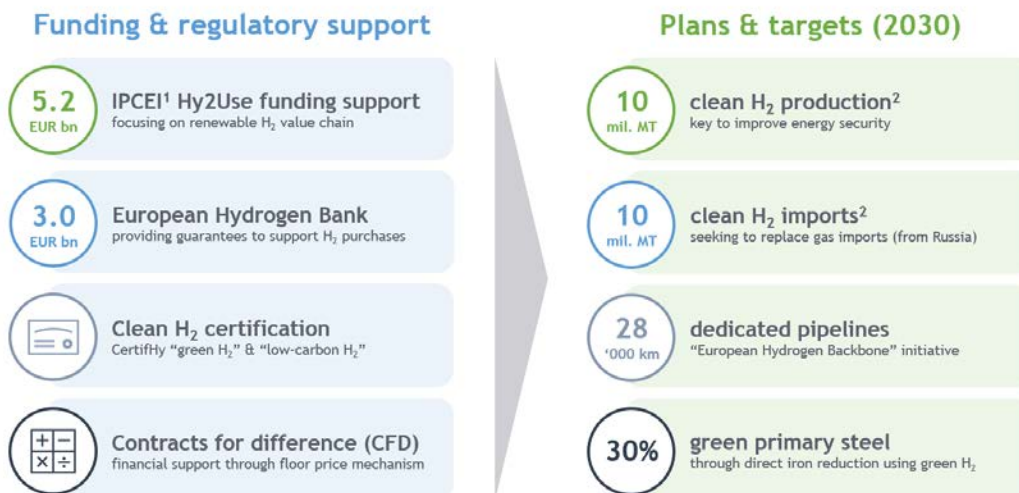 Funding & regulatory support
5.2
EUR bn
IPCEI¹ Hy2Use funding support
focusing on renewable H₂ value chain
3.0
EUR bn
European Hydrogen Bank
providing guarantees to support H₂ purchases
Clean H₂ certification
CertifHy “green H₂” & “low-carbon H₂”
+ −
× ÷
Contracts for difference (CFD)
financial support through floor price mechanism
Plans & targets (2030)
10
mil. MT
clean H₂ production²
key to improve energy security
10
mil. MT
clean H₂ imports²
seeking to replace gas imports (from Russia)
28
'000 km
dedicated pipelines
“European Hydrogen Backbone” initiative
30%
green primary steel
through direct iron reduction using green H₂